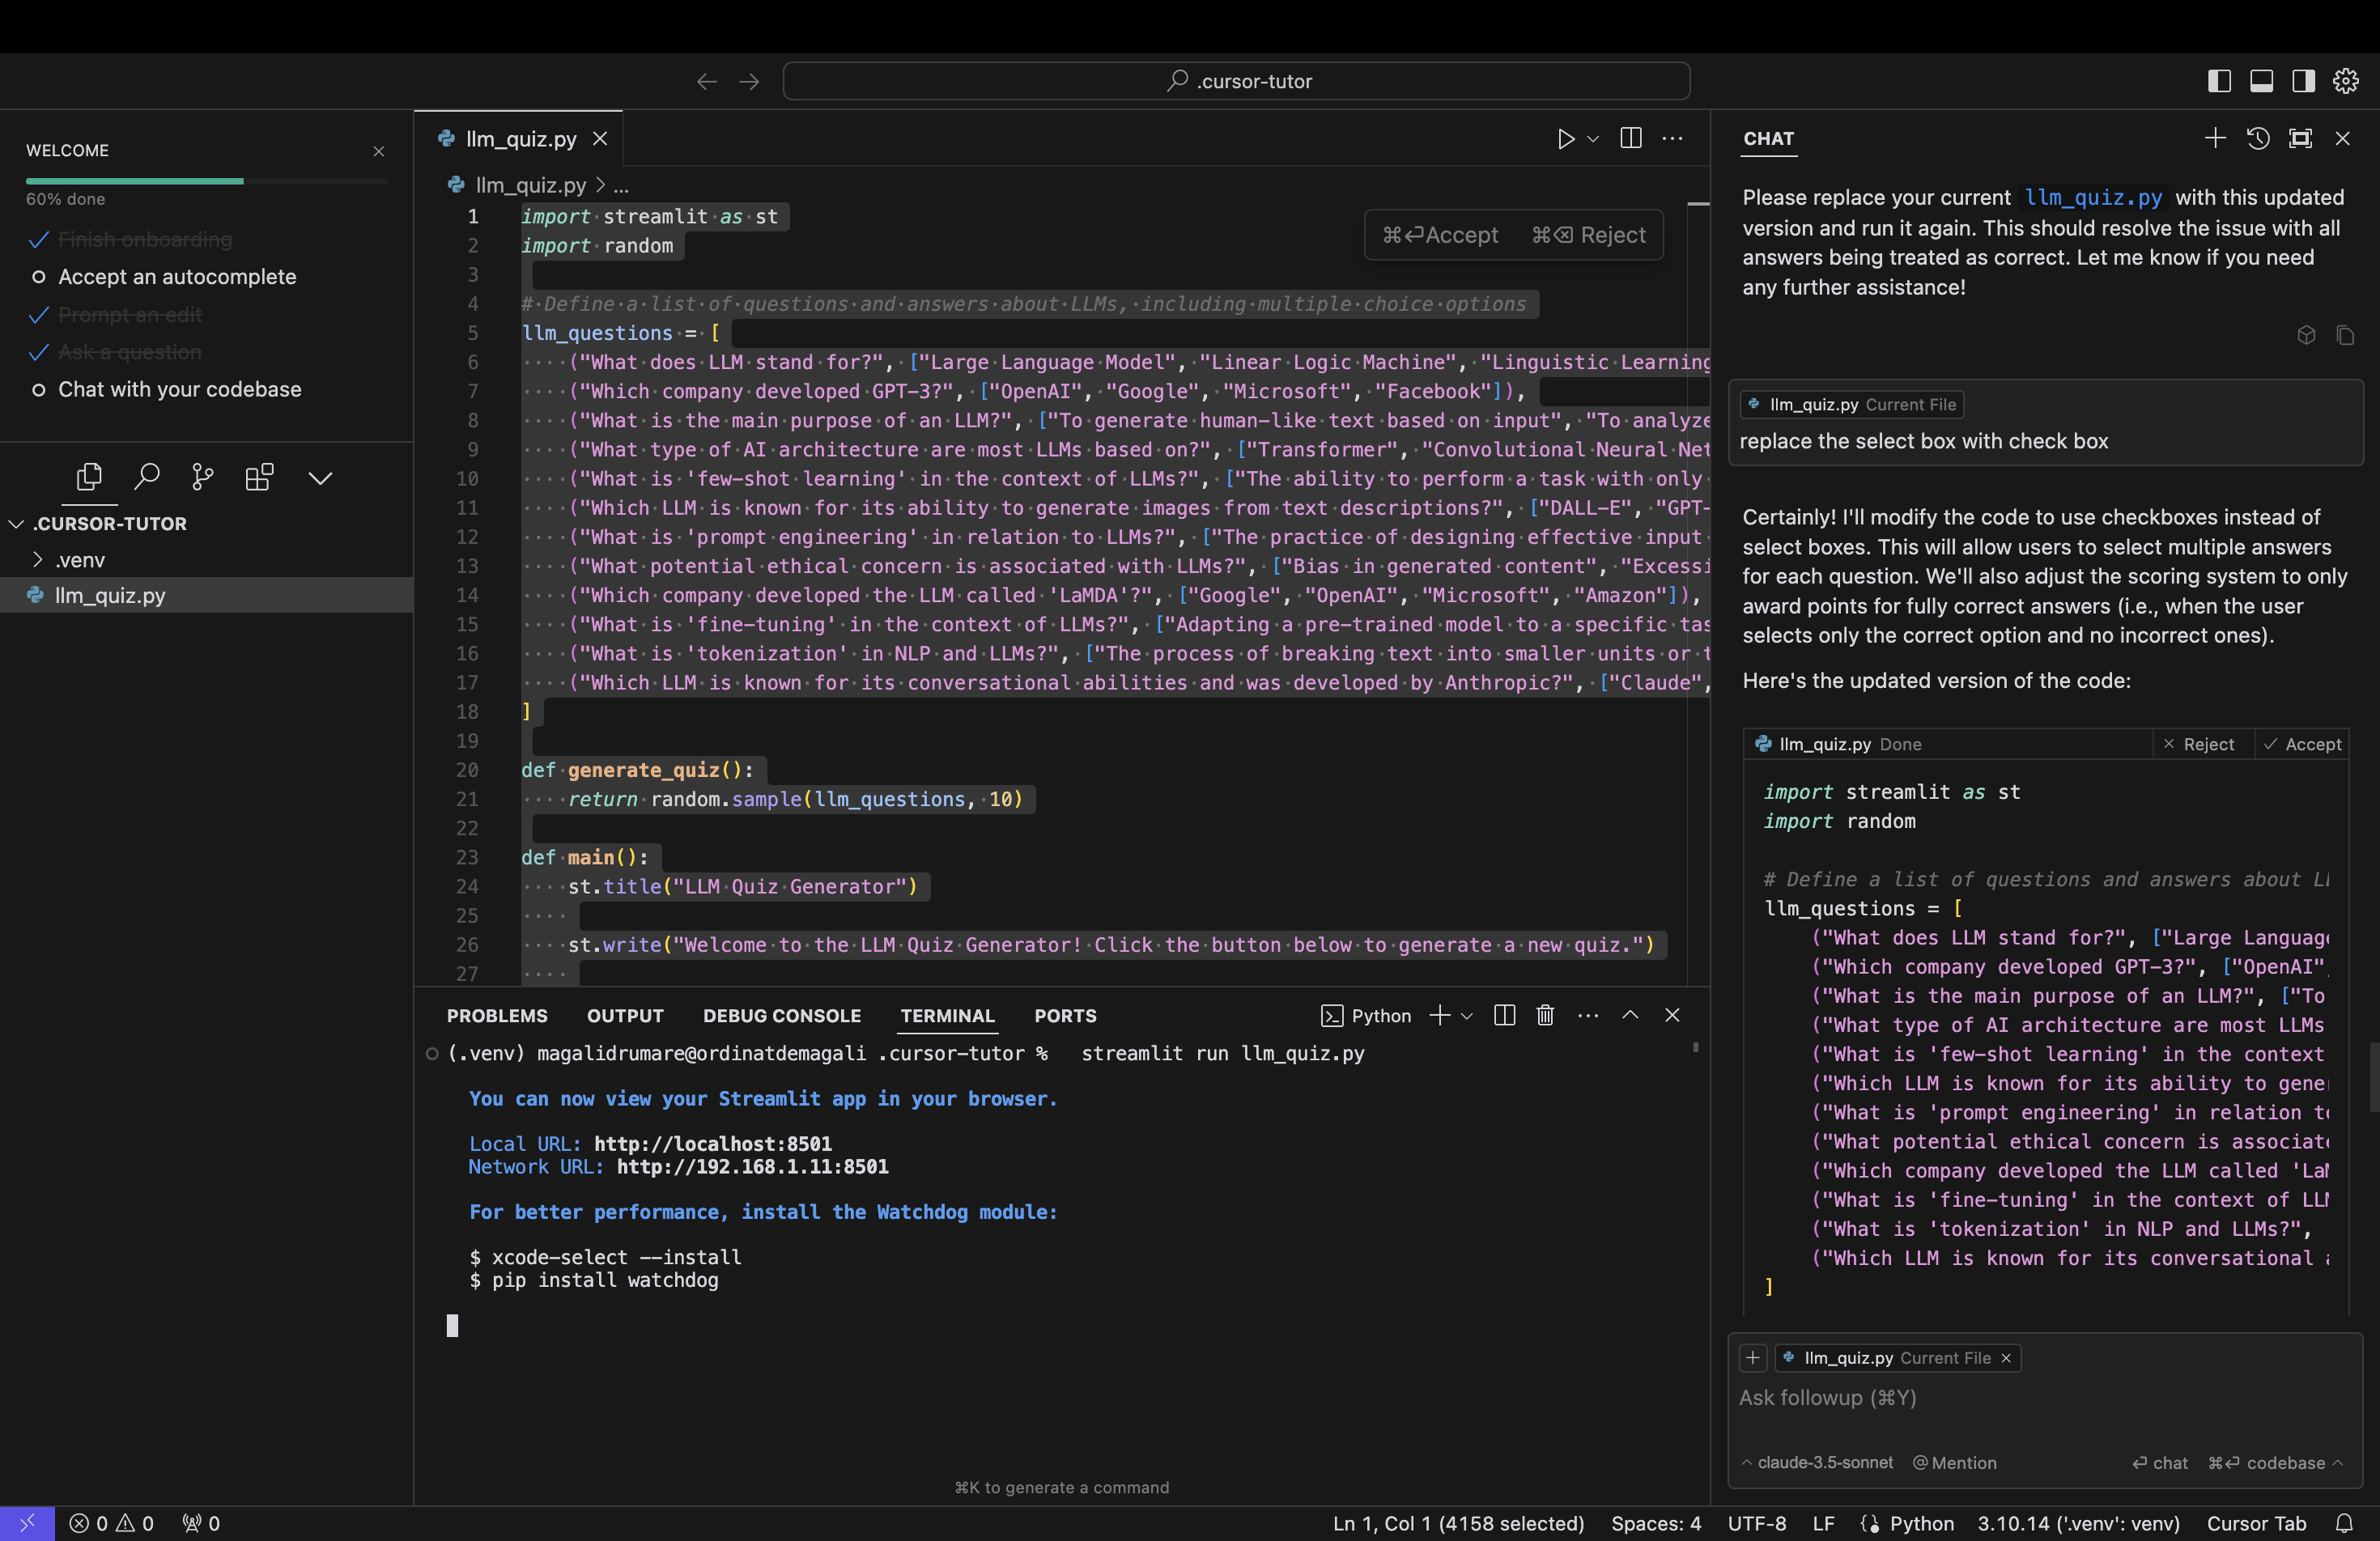 .cursor-tutor
WELCOME
60% done
Finish onboarding
Accept an autocomplete
Prompt an edit
Ask a question
Chat with your codebase
.CURSOR-TUTOR
.venv
llm_quiz.py
llm_quiz.py
llm_quiz.py > ...
⌘⏎Accept ⌘⌫ Reject
1 import streamlit as st
2 import random
3
4 # Define a list of questions and answers about LLMs, including multiple choice options
5 llm_questions = [
6 ("What does LLM stand for?", ["Large Language Model", "Linear Logic Machine", "Linguistic Learning
7 ("Which company developed GPT-3?", ["OpenAI", "Google", "Microsoft", "Facebook"]),
8 ("What is the main purpose of an LLM?", ["To generate human-like text based on input", "To analyze
9 ("What type of AI architecture are most LLMs based on?", ["Transformer", "Convolutional Neural Net
10 ("What is 'few-shot learning' in the context of LLMs?", ["The ability to perform a task with only
11 ("Which LLM is known for its ability to generate images from text descriptions?", ["DALL-E", "GPT-
12 ("What is 'prompt engineering' in relation to LLMs?", ["The practice of designing effective input
13 ("What potential ethical concern is associated with LLMs?", ["Bias in generated content", "Excessi
14 ("Which company developed the LLM called 'LaMDA'?", ["Google", "OpenAI", "Microsoft", "Amazon"]),
15 ("What is 'fine-tuning' in the context of LLMs?", ["Adapting a pre-trained model to a specific tas
16 ("What is 'tokenization' in NLP and LLMs?", ["The process of breaking text into smaller units or t
17 ("Which LLM is known for its conversational abilities and was developed by Anthropic?", ["Claude",
18 ]
19
20 def generate_quiz():
21 return random.sample(llm_questions, 10)
22
23 def main():
24 st.title("LLM Quiz Generator")
25
26 st.write("Welcome to the LLM Quiz Generator! Click the button below to generate a new quiz.")
27
PROBLEMS OUTPUT DEBUG CONSOLE TERMINAL PORTS Python
(.venv) magalidrumare@ordinatdemagali .cursor-tutor % streamlit run llm_quiz.py
You can now view your Streamlit app in your browser.
Local URL: http://localhost:8501
Network URL: http://192.168.1.11:8501
For better performance, install the Watchdog module:
$ xcode-select --install
$ pip install watchdog
⌘K to generate a command
CHAT
Please replace your current llm_quiz.py with this updated
version and run it again. This should resolve the issue with all
answers being treated as correct. Let me know if you need
any further assistance!
llm_quiz.py Current File
replace the select box with check box
Certainly! I'll modify the code to use checkboxes instead of
select boxes. This will allow users to select multiple answers
for each question. We'll also adjust the scoring system to only
award points for fully correct answers (i.e., when the user
selects only the correct option and no incorrect ones).
Here's the updated version of the code:
llm_quiz.py Done Reject Accept
import streamlit as st
import random
# Define a list of questions and answers about LL
llm_questions = [
("What does LLM stand for?", ["Large Language
("Which company developed GPT-3?", ["OpenAI",
("What is the main purpose of an LLM?", ["To
("What type of AI architecture are most LLMs
("What is 'few-shot learning' in the context
("Which LLM is known for its ability to gener
("What is 'prompt engineering' in relation to
("What potential ethical concern is associate
("Which company developed the LLM called 'LaM
("What is 'fine-tuning' in the context of LLM
("What is 'tokenization' in NLP and LLMs?",
("Which LLM is known for its conversational a
]
llm_quiz.py Current File
Ask followup (⌘Y)
claude-3.5-sonnet @ Mention ⏎ chat ⌘⏎ codebase
0 0 0
Ln 1, Col 1 (4158 selected) Spaces: 4 UTF-8 LF Python 3.10.14 ('.venv': venv) Cursor Tab